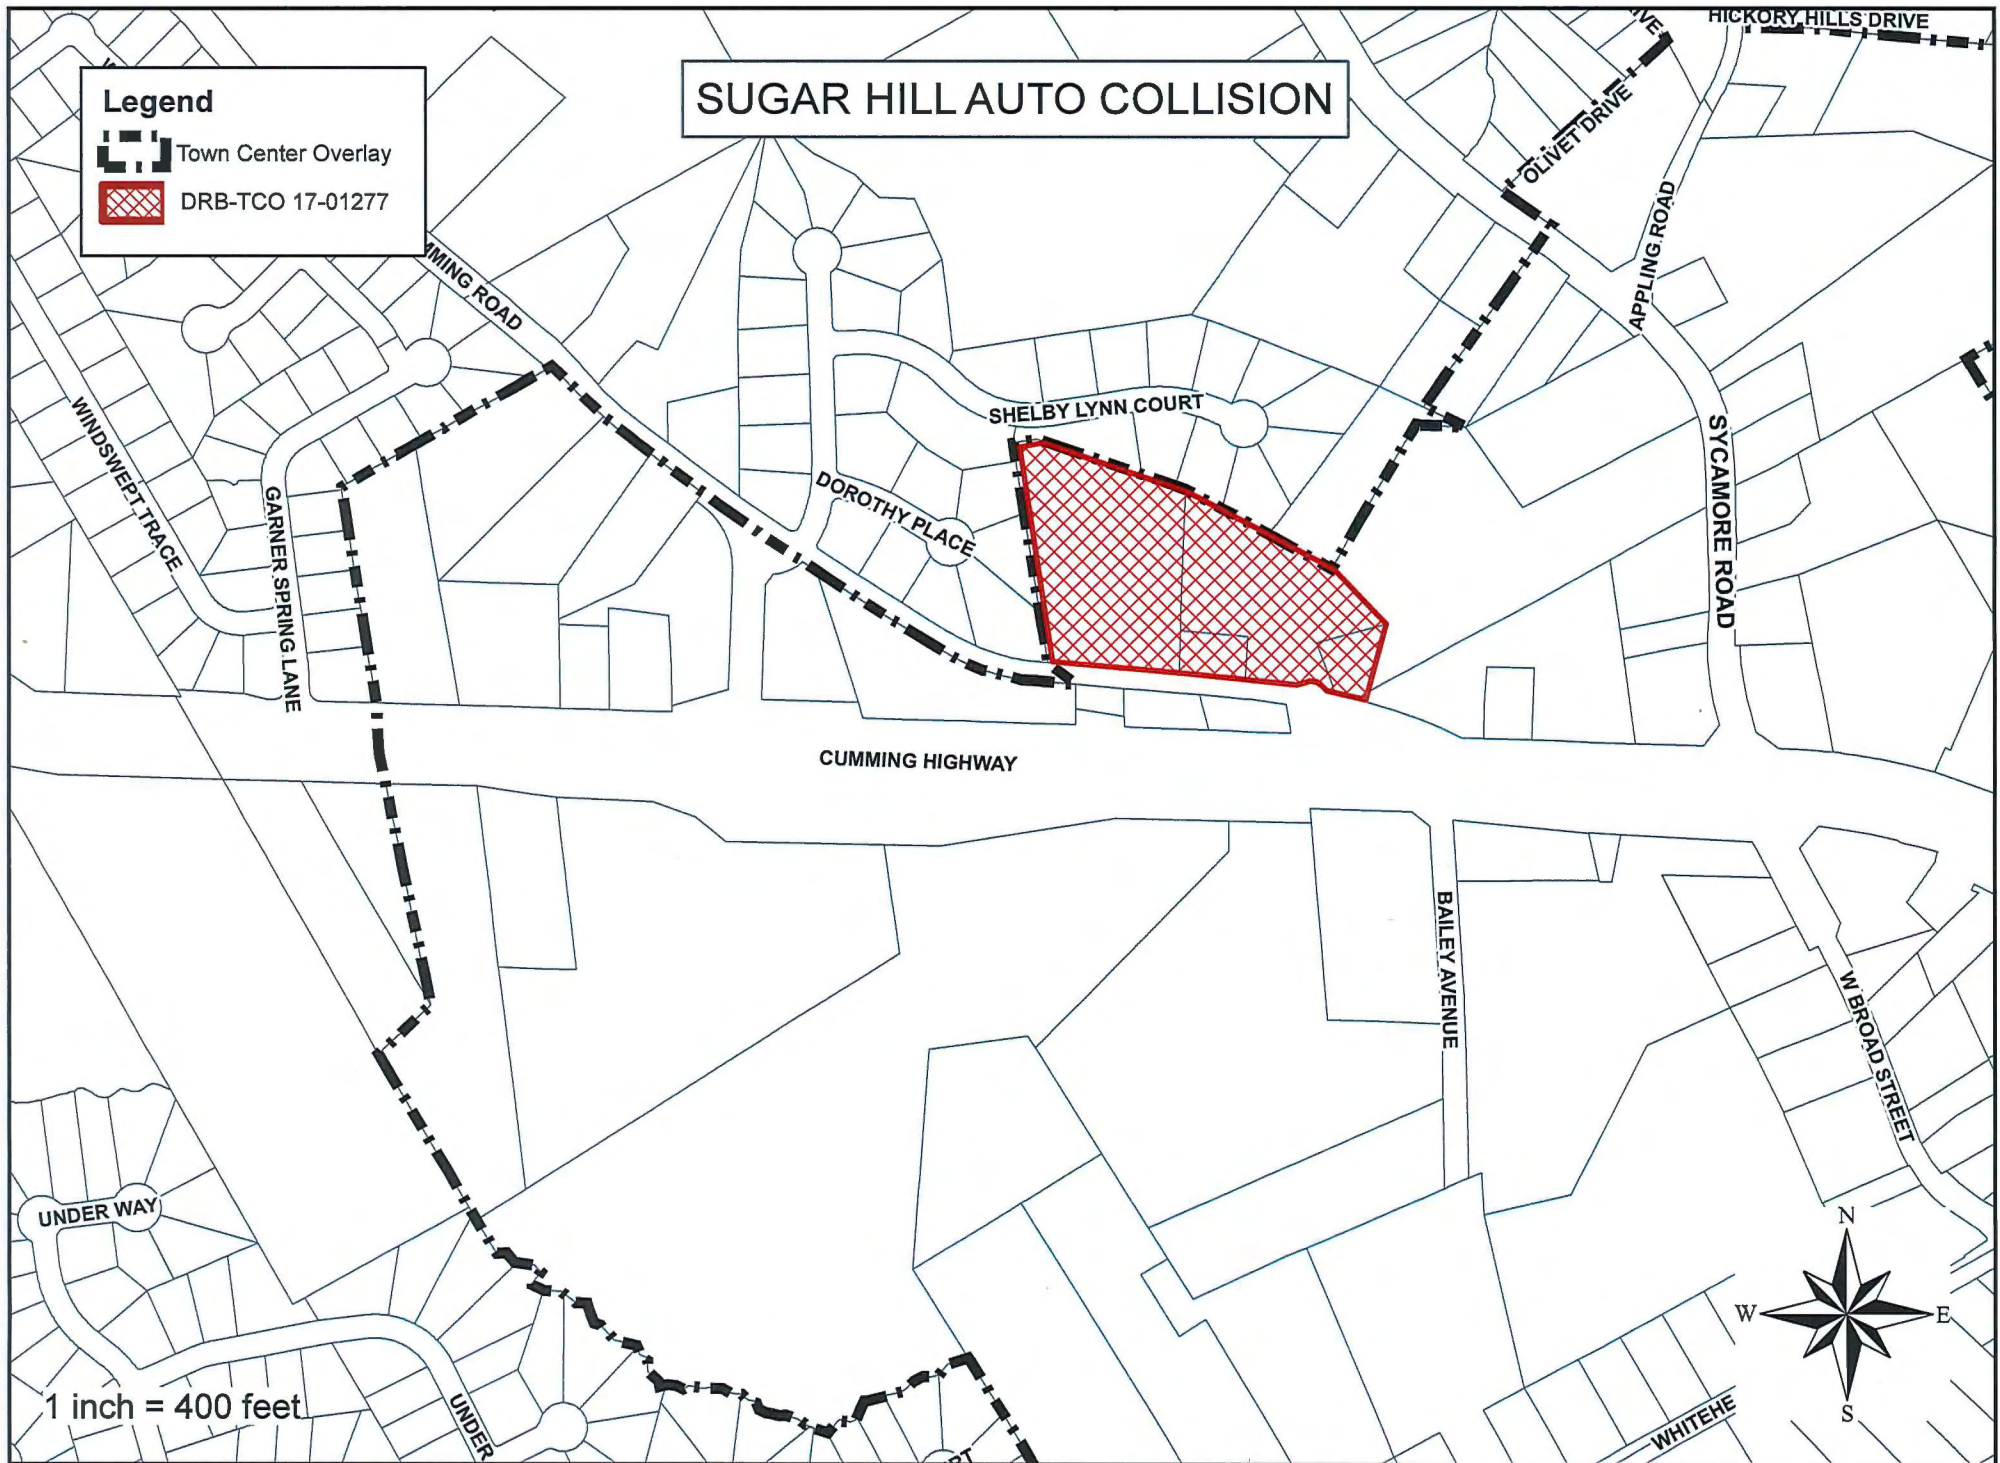 HICKORY HILLS DRIVE
SUGAR HILL AUTO COLLISION
Legend
Town Center Overlay
DRB-TCO 17-01277
OLIVET DRIVE
APPLING ROAD
SHELBY LYNN COURT
WINDSWEPT TRACE
GARNER SPRING LANE
DOROTHY PLACE
SYCAMORE ROAD
CUMMING HIGHWAY
BAILEY AVENUE
W BROAD STREET
UNDER WAY
N
W
E
S
1 inch = 400 feet
UNDER
ROAD